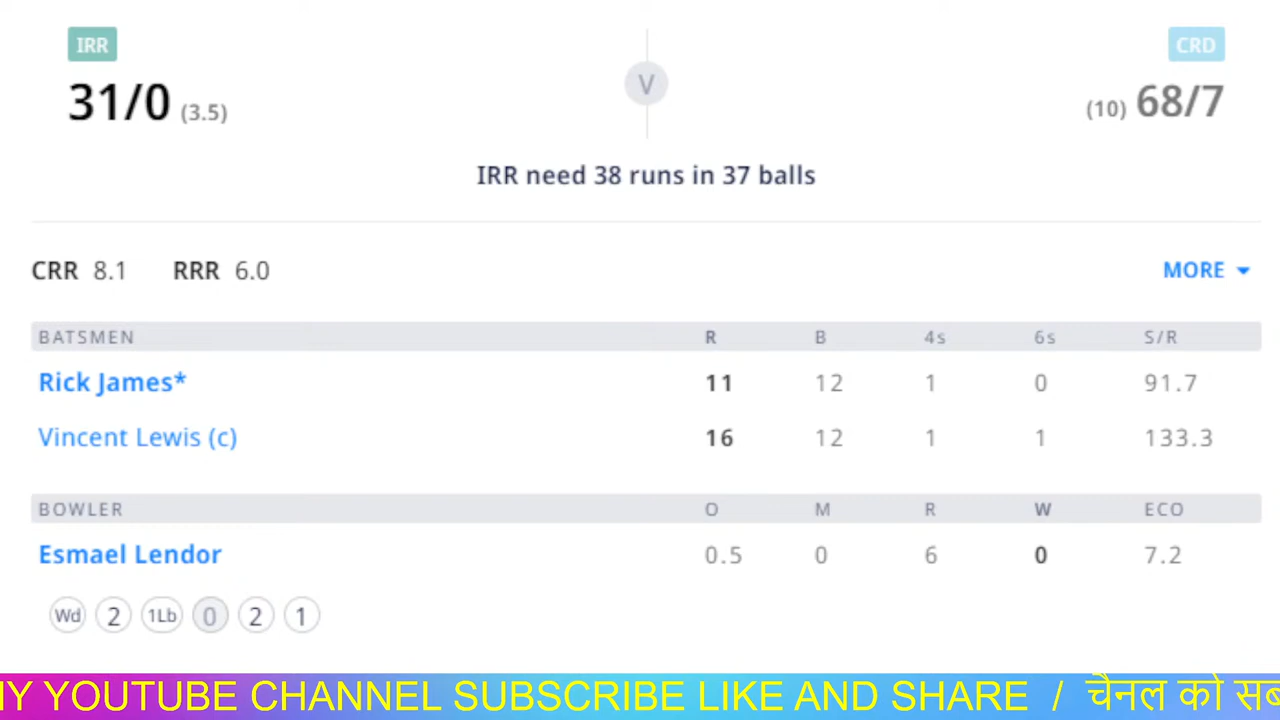 IRR
31/0 (3.5)
V
CRD
(10) 68/7
IRR need 38 runs in 37 balls
CRR 8.1 RRR 6.0
MORE
BATSMEN R B 4s 6s S/R
Rick James* 11 12 1 0 91.7
Vincent Lewis (c) 16 12 1 1 133.3
BOWLER O M R W ECO
Esmael Lendor 0.5 0 6 0 7.2
Wd 2 1Lb 0 2 1
YOUTUBE CHANNEL SUBSCRIBE LIKE AND SHARE / चैनल को